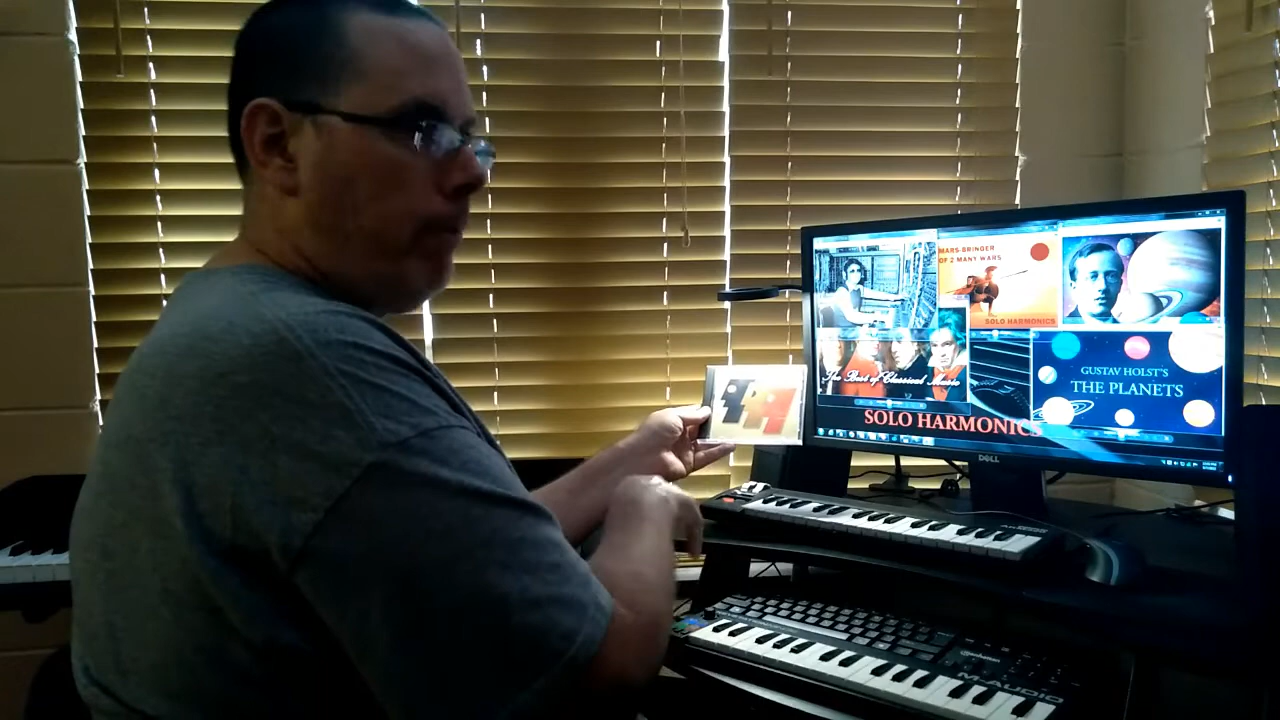 MARS-BRINGER
OF 2 MANY WARS
SOLO HARMONICS
The Best of Classical Music
GUSTAV HOLST'S
THE PLANETS
SOLO HARMONICS
DELL
M-AUDIO